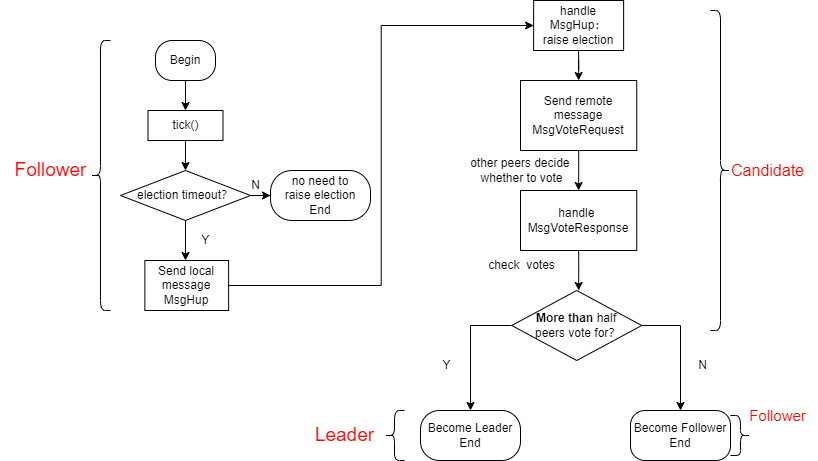 Begin
tick()
Follower
election timeout?
N
no need to
raise election
End
Y
Send local
message
MsgHup
handle
MsgHup:
raise election
Send remote
message
MsgVoteRequest
other peers decide
whether to vote
Candidate
handle
MsgVoteResponse
check votes
More than half
peers vote for?
Y
N
Leader
Become Leader
End
Become Follower
End
Follower